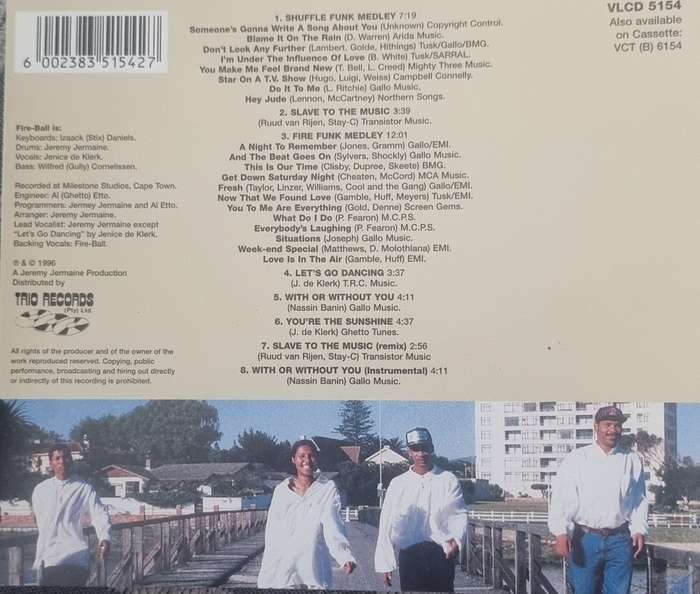 6 002383 515427
VLCD 5154
Also available
on Cassette:
VCT (B) 6154
1. SHUFFLE FUNK MEDLEY 7:19
Someone's Gonna Write A Song About You (Unknown) Copyright Control.
Blame It On The Rain (D. Warren) Arida Music.
Don't Look Any Further (Lambert. Golde, Hithings) Tusk/Gallo/BMG.
I'm Under The Influence Of Love (B. White) Tusk/SARRAL.
You Make Me Feel Brand New (T. Bell, L. Creed) Mighty Three Music.
Star On A T.V. Show (Hugo, Luigi, Weiss) Campbell Connelly.
Do It To Me (L. Ritchie) Gallo Music.
Hey Jude (Lennon, McCartney) Northern Songs.
2. SLAVE TO THE MUSIC 3:39
(Ruud van Rijen, Stay-C) Transistor Music.
3. FIRE FUNK MEDLEY 12:01
A Night To Remember (Jones, Gramm) Gallo/EMI.
And The Beat Goes On (Sylvers, Shockly) Gallo Music.
This Is Our Time (Clisby, Dupree, Skeete) BMG.
Get Down Saturday Night (Cheaten, McCord) MCA Music.
Fresh (Taylor, Linzer, Williams, Cool and the Gang) Gallo/EMI.
Now That We Found Love (Gamble, Huff, Meyers) Tusk/EMI.
You To Me Are Everything (Gold, Denne) Screen Gems.
What Do I Do (P. Fearon) M.C.P.S.
Everybody's Laughing (P. Fearon) M.C.P.S.
Situations (Joseph) Gallo Music.
Week-end Special (Matthews, D. Molothlana) EMI.
Love Is In The Air (Gamble, Huff) EMI.
4. LET'S GO DANCING 3:37
(J. de Klerk) T.R.C. Music.
5. WITH OR WITHOUT YOU 4:11
(Nassin Banin) Gallo Music.
6. YOU'RE THE SUNSHINE 4:37
(J. de Klerk) Ghetto Tunes.
7. SLAVE TO THE MUSIC (remix) 2:56
(Ruud van Rijen, Stay-C) Transistor Music
8. WITH OR WITHOUT YOU (Instrumental) 4:11
(Nassin Banin) Gallo Music.
Fire-Ball is:
Keyboards: Izaack (Stix) Daniels.
Drums: Jeremy Jermaine.
Vocals: Jenice de Klerk.
Bass: Wilfred (Gully) Cornelissen.
Recorded at Milestone Studios, Cape Town.
Engineer: Al (Ghetto) Etto.
Programmers: Jermey Jermaine and Al Etto.
Arranger: Jeremy Jermaine.
Lead Vocalist: Jeremy Jermaine except
"Let's Go Dancing" by Jenice de Klerk.
Backing Vocals: Fire-Ball.
℗ & © 1996
A Jeremy Jermaine Production
Distributed by
TRIO RECORDS
(Pty) Ltd.
All rights of the producer and of the owner of the
work reproduced reserved. Copying, public
performance, broadcasting and hiring out directly
or indirectly of this recording is prohibited.